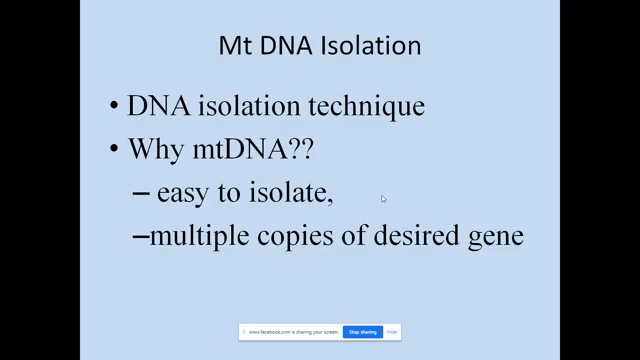 Mt DNA Isolation
• DNA isolation technique
• Why mtDNA??
– easy to isolate,
–multiple copies of desired gene
www.facebook.com is sharing your screen. Stop sharing Hide